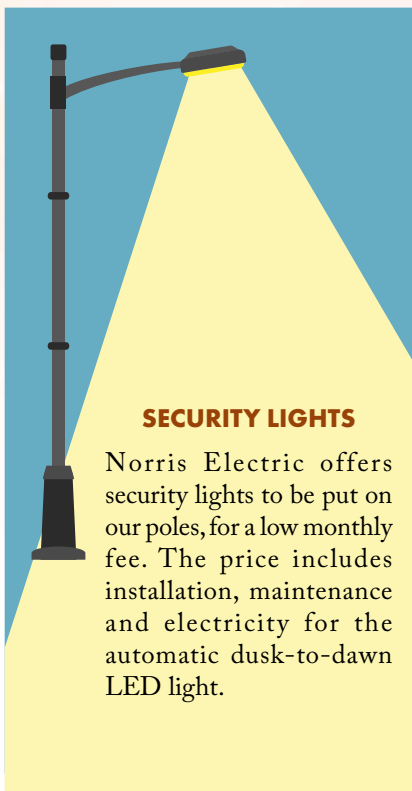 SECURITY LIGHTS
Norris Electric offers
security lights to be put on
our poles, for a low monthly
fee. The price includes
installation, maintenance
and electricity for the
automatic dusk-to-dawn
LED light.